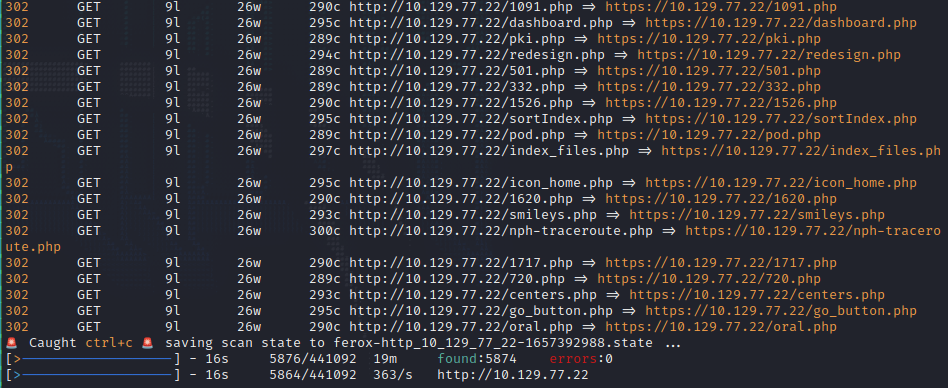 302 GET 9l 26w 290c http://10.129.77.22/1091.php => https://10.129.77.22/1091.php
302 GET 9l 26w 295c http://10.129.77.22/dashboard.php => https://10.129.77.22/dashboard.php
302 GET 9l 26w 289c http://10.129.77.22/pki.php => https://10.129.77.22/pki.php
302 GET 9l 26w 294c http://10.129.77.22/redesign.php => https://10.129.77.22/redesign.php
302 GET 9l 26w 289c http://10.129.77.22/501.php => https://10.129.77.22/501.php
302 GET 9l 26w 289c http://10.129.77.22/332.php => https://10.129.77.22/332.php
302 GET 9l 26w 290c http://10.129.77.22/1526.php => https://10.129.77.22/1526.php
302 GET 9l 26w 295c http://10.129.77.22/sortIndex.php => https://10.129.77.22/sortIndex.php
302 GET 9l 26w 289c http://10.129.77.22/pod.php => https://10.129.77.22/pod.php
302 GET 9l 26w 297c http://10.129.77.22/index_files.php => https://10.129.77.22/index_files.ph
p
302 GET 9l 26w 295c http://10.129.77.22/icon_home.php => https://10.129.77.22/icon_home.php
302 GET 9l 26w 290c http://10.129.77.22/1620.php => https://10.129.77.22/1620.php
302 GET 9l 26w 293c http://10.129.77.22/smileys.php => https://10.129.77.22/smileys.php
302 GET 9l 26w 300c http://10.129.77.22/nph-traceroute.php => https://10.129.77.22/nph-tracero
ute.php
302 GET 9l 26w 290c http://10.129.77.22/1717.php => https://10.129.77.22/1717.php
302 GET 9l 26w 289c http://10.129.77.22/720.php => https://10.129.77.22/720.php
302 GET 9l 26w 293c http://10.129.77.22/centers.php => https://10.129.77.22/centers.php
302 GET 9l 26w 295c http://10.129.77.22/go_button.php => https://10.129.77.22/go_button.php
302 GET 9l 26w 290c http://10.129.77.22/oral.php => https://10.129.77.22/oral.php
🚨 Caught ctrl+c 🚨 saving scan state to ferox-http_10_129_77_22-1657392988.state ...
[>--------------------] - 16s 5876/441092 19m found:5874 errors:0
[>--------------------] - 16s 5864/441092 363/s http://10.129.77.22